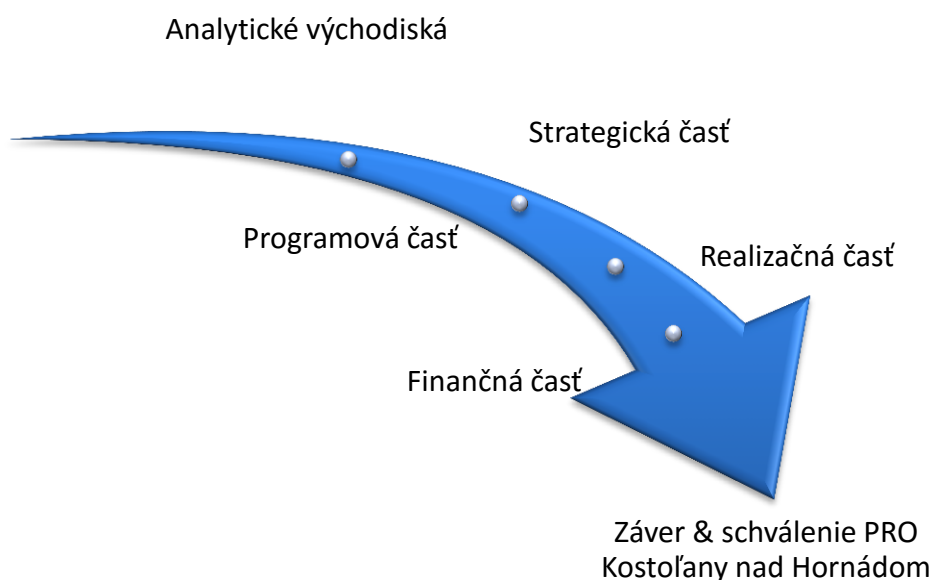 Analytické východiská
Strategická časť
Programová časť
Realizačná časť
Finančná časť
Záver & schválenie PRO
Kostoľany nad Hornádom